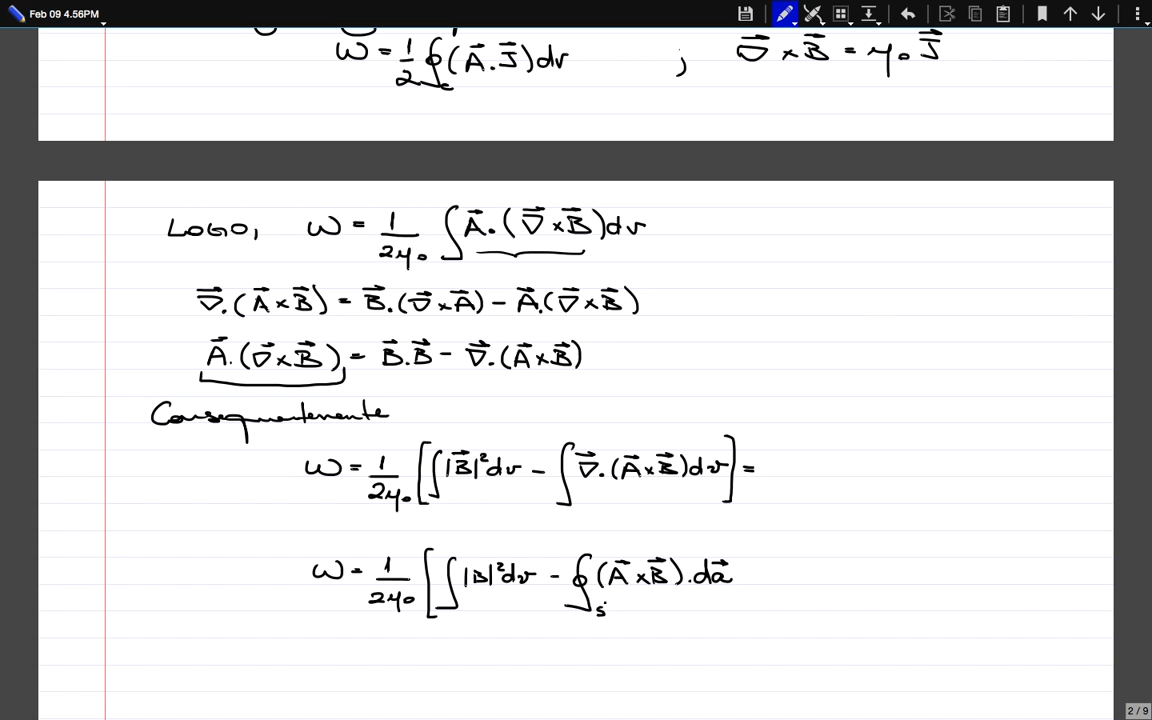 Feb 09 4.56PM
W = 1/2 ∮c (A⃗.J⃗)dv ; ∇⃗×B⃗ = μ₀J⃗
LOGO, W = 1/2μ₀ ∫ A⃗.(∇⃗×B⃗)dv
∇⃗.(A⃗×B⃗) = B⃗.(∇⃗×A⃗) - A⃗.(∇⃗×B⃗)
A⃗.(∇⃗×B⃗) = B⃗.B⃗ - ∇⃗.(A⃗×B⃗)
Consequentemente
W = 1/2μ₀ [∫|B⃗|²dv - ∫∇⃗.(A⃗×B⃗)dv] =
W = 1/2μ₀ [∫|B|²dv - ∮s (A⃗×B⃗).da⃗
2 / 9